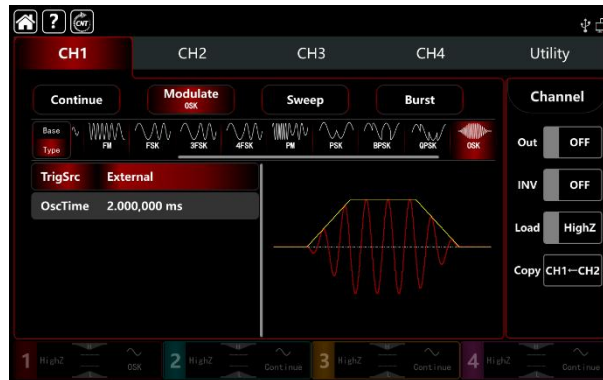 ? CNT
CH1 CH2 CH3 CH4 Utility
Continue Modulate OSK Sweep Burst Channel
Base
Type FM FSK 3FSK 4FSK PM PSK BPSK QPSK OSK
Out OFF
TrigSrc External
INV OFF
OscTime 2.000,000 ms
Load HighZ
Copy CH1←CH2
1 HighZ OSK 2 HighZ Continue 3 HighZ Continue 4 HighZ Continue